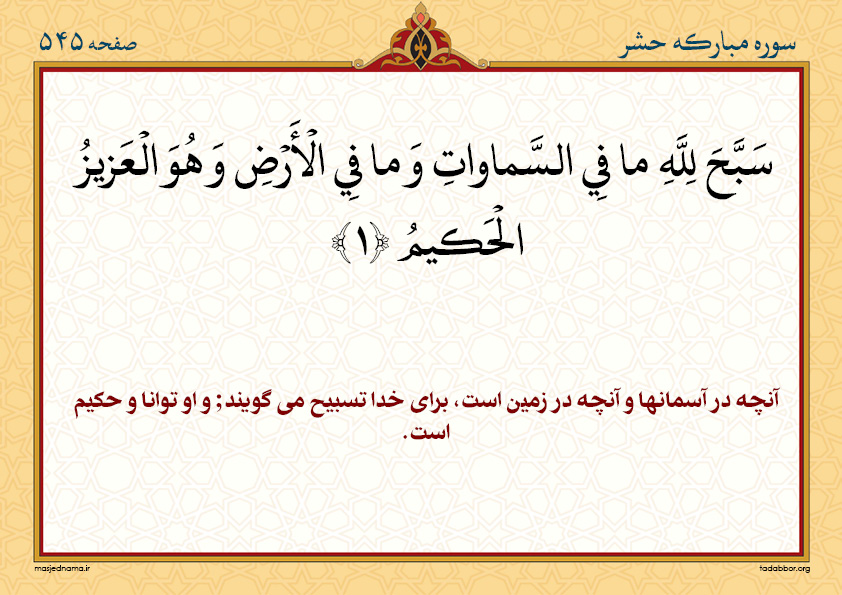 سوره مبارکه حشر
صفحه ۵۴۵
سَبَّحَ لِلَّهِ ما فِي السَّماواتِ وَ ما فِي الْأَرْضِ وَ هُوَ الْعَزيزُ
الْحَكيمُ ﴿۱﴾
آنچه در آسمانها و آنچه در زمین است، برای خدا تسبیح می گویند; و او توانا و حکیم
است.
masjednama.ir
tadabbor.org